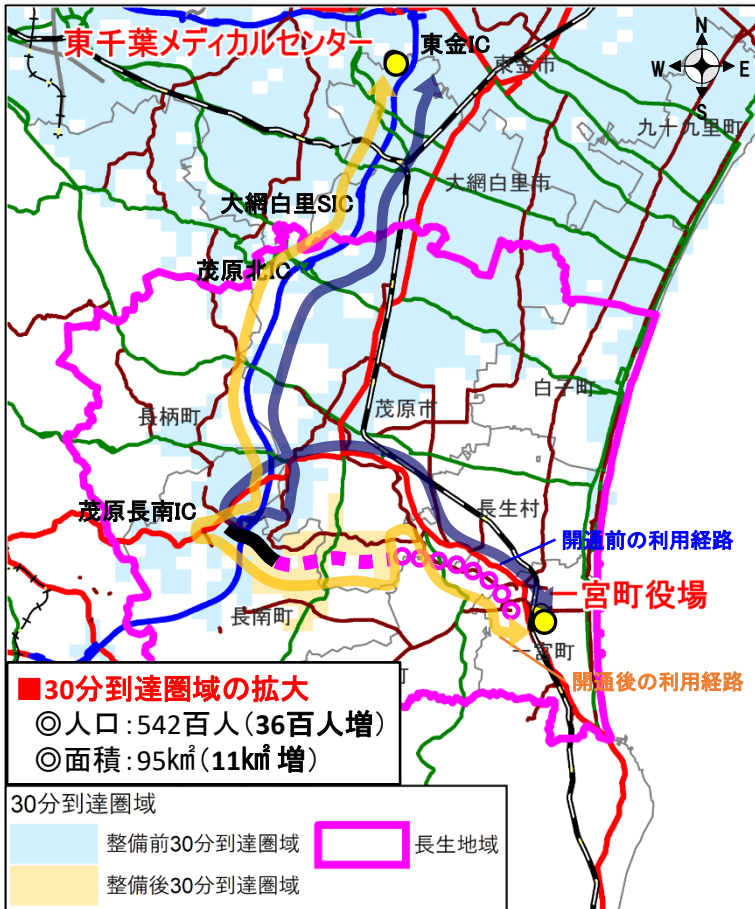 東千葉メディカルセンター
東金IC
N
W
E
S
東金市
九十九里町
大網白里市
大網白里SIC
茂原北IC
白子町
長柄町
茂原市
茂原長南IC
長生村
開通前の利用経路
一宮町役場
長南町
一宮町
開通後の利用経路
町
■30分到達圏域の拡大
◎人口:542百人(36百人増)
◎面積:95k㎡(11k㎡増)
30分到達圏域
整備前30分到達圏域
長生地域
整備後30分到達圏域